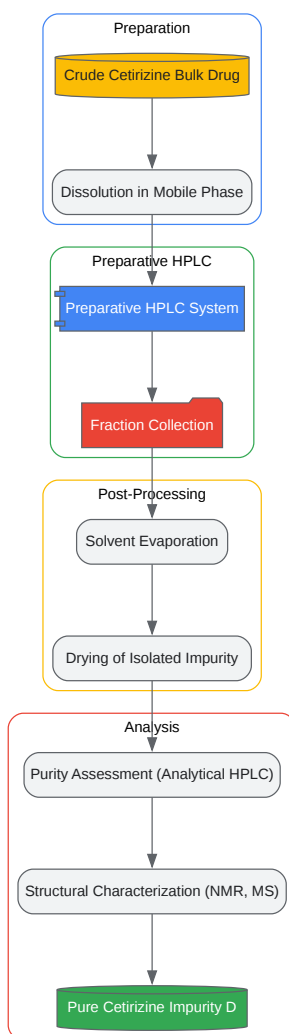 Preparation
Crude Cetirizine Bulk Drug
Dissolution in Mobile Phase
Preparative HPLC
Preparative HPLC System
Fraction Collection
Post-Processing
Solvent Evaporation
Drying of Isolated Impurity
Analysis
Purity Assessment (Analytical HPLC)
Structural Characterization (NMR, MS)
Pure Cetirizine Impurity D